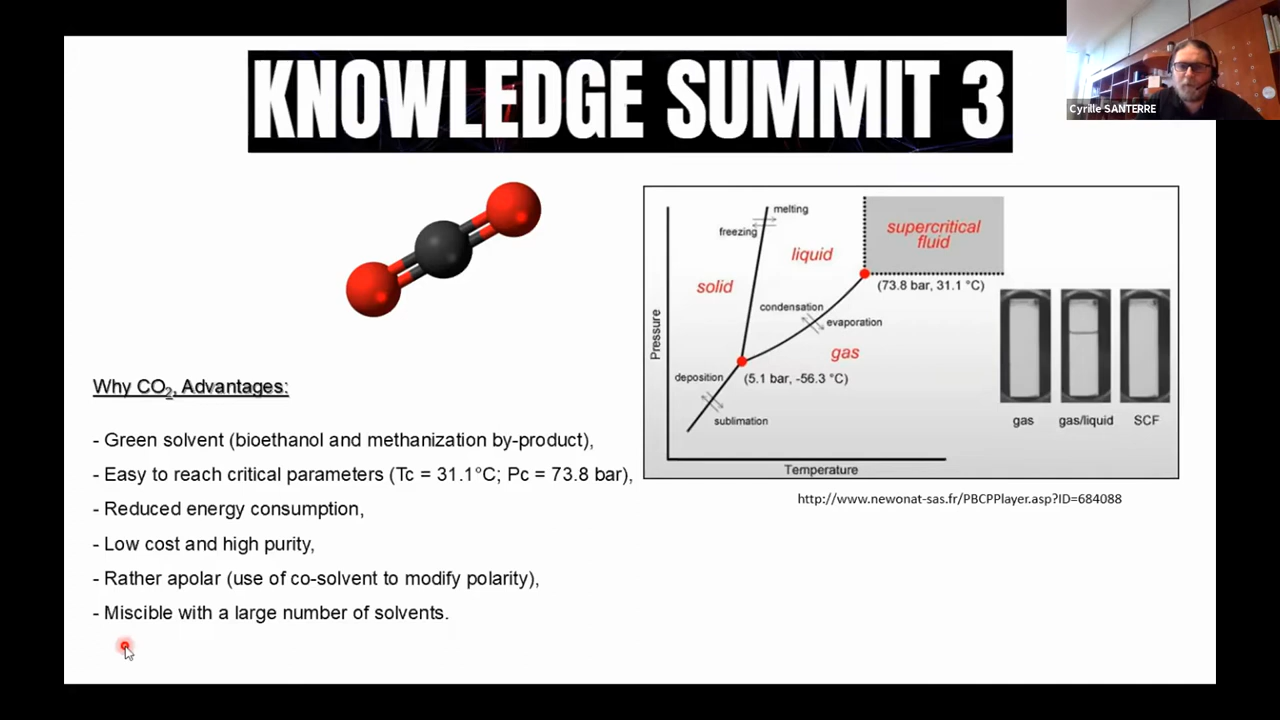 KNOWLEDGE SUMMIT 3
Cyrille SANTERRE
melting
freezing
supercritical
fluid
liquid
solid
(73.8 bar, 31.1 °C)
condensation
evaporation
gas
Pressure
deposition
(5.1 bar, -56.3 °C)
sublimation
gas
gas/liquid
SCF
Temperature
http://www.newonat-sas.fr/PBCPPlayer.asp?ID=684088
Why CO₂, Advantages:
- Green solvent (bioethanol and methanization by-product),
- Easy to reach critical parameters (Tc = 31.1°C; Pc = 73.8 bar),
- Reduced energy consumption,
- Low cost and high purity,
- Rather apolar (use of co-solvent to modify polarity),
- Miscible with a large number of solvents.